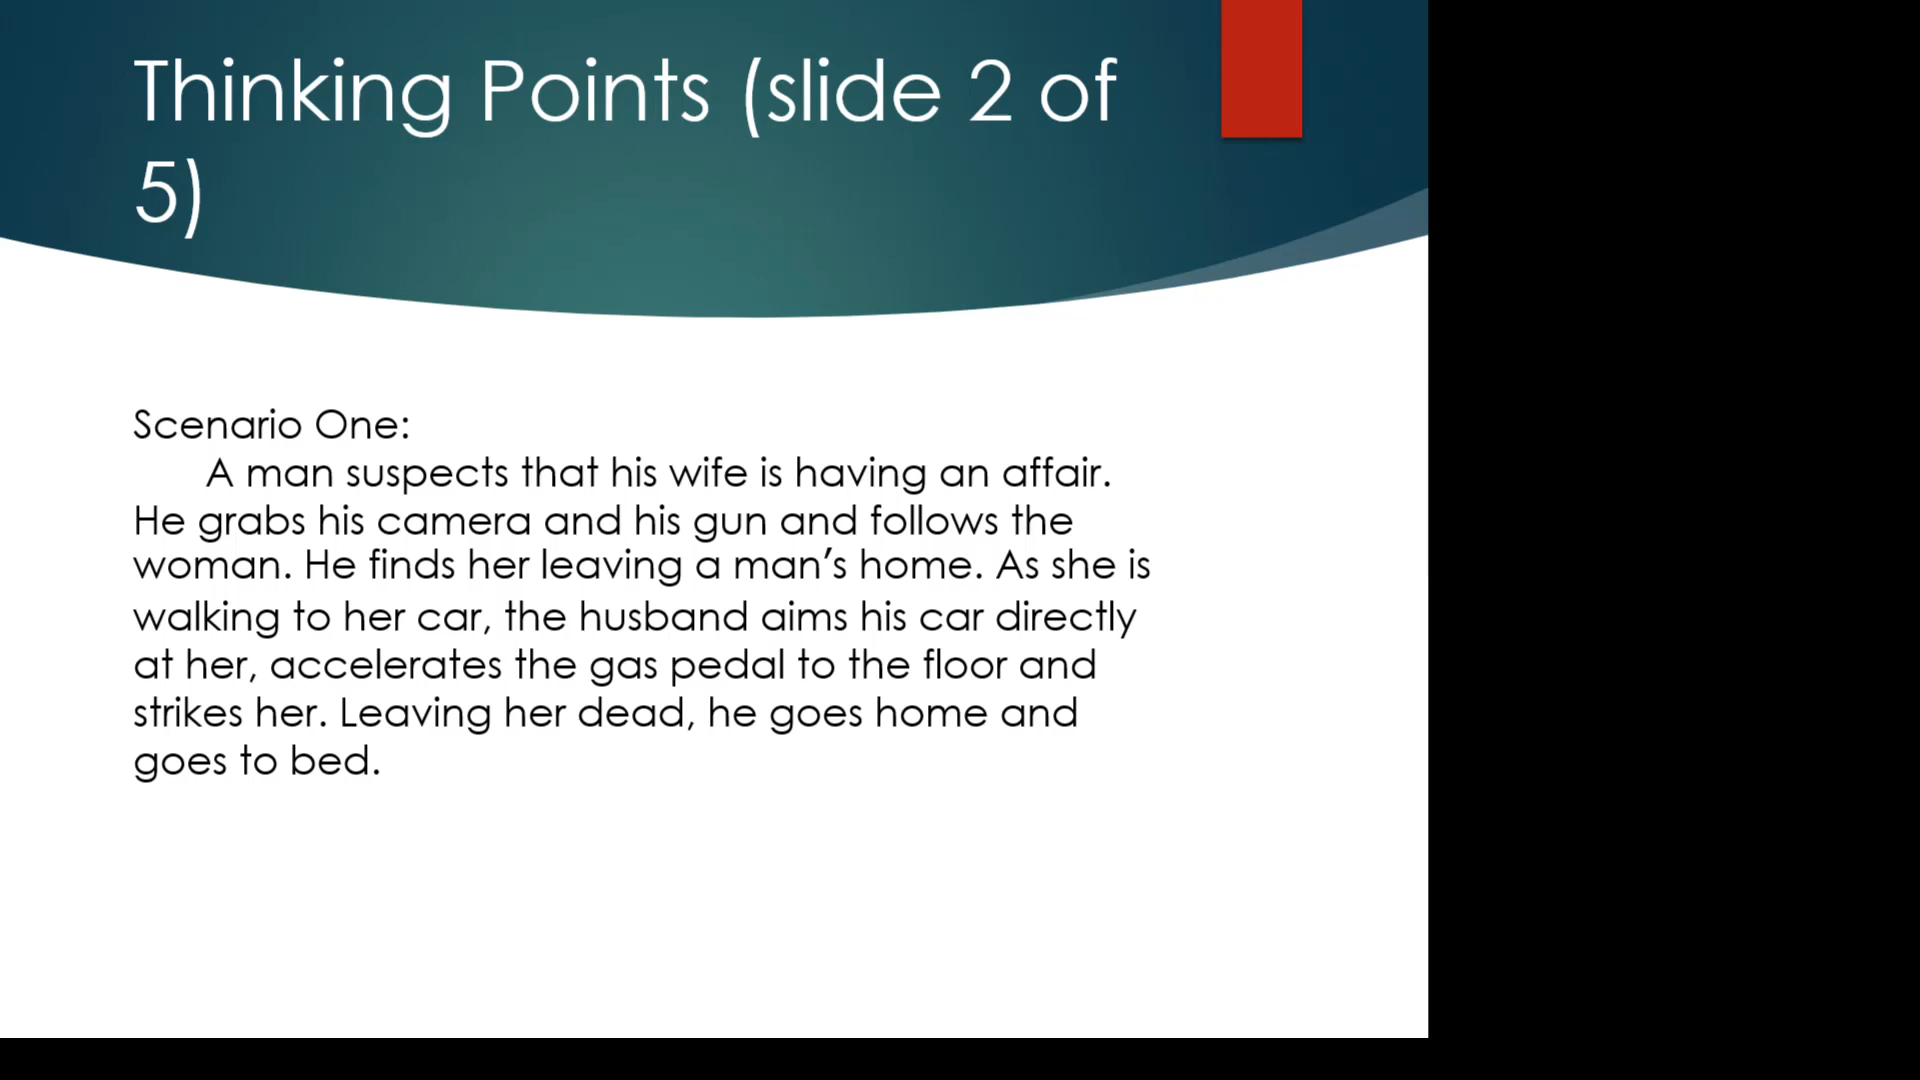 Thinking Points (slide 2 of
5)
Scenario One:
A man suspects that his wife is having an affair.
He grabs his camera and his gun and follows the
woman. He finds her leaving a man’s home. As she is
walking to her car, the husband aims his car directly
at her, accelerates the gas pedal to the floor and
strikes her. Leaving her dead, he goes home and
goes to bed.